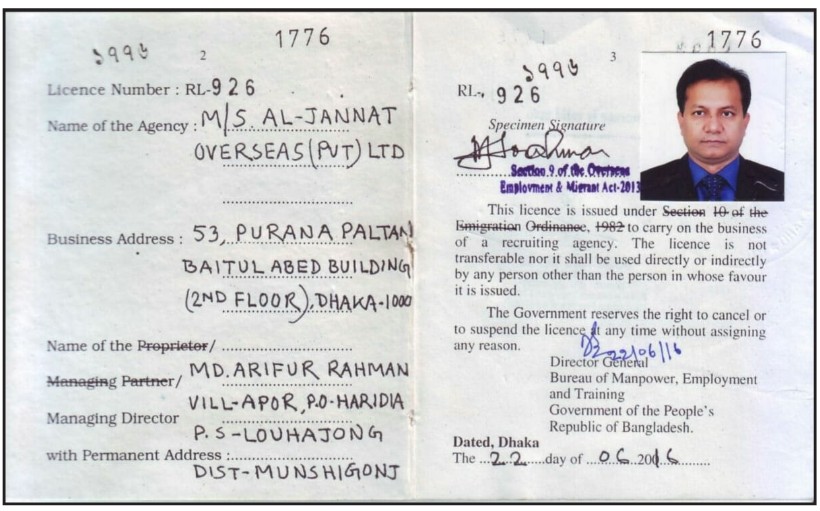 ১৭৭৬ 2 1776
Licence Number : RL-926
Name of the Agency : M/S. AL-JANNAT
OVERSEAS (PVT) LTD
Business Address : 53, PURANA PALTAN
BAITUL ABED BUILDING
(2ND FLOOR), DHAKA-1000
Name of the Proprietor/
Managing Partner/ MD. ARIFUR RAHMAN
Managing Director VILL-APOR, P.O-HARIDIA
P.S-LOUHAJONG
with Permanent Address :
DIST-MUNSHIGONJ
1776
১৭৭৬ 3
RL-. 926
Specimen Signature
Section 9 of the Overseas
Employment & Migrant Act-2013
This licence is issued under Section 10 of the
Emigration Ordinance, 1982 to carry on the business
of a recruiting agency. The licence is not
transferable nor it shall be used directly or indirectly
by any person other than the person in whose favour
it is issued.
The Government reserves the right to cancel or
to suspend the licence at any time without assigning
any reason.
22/06/16
Director General
Bureau of Manpower, Employment
and Training
Government of the People's
Republic of Bangladesh.
Dated, Dhaka
The ...22...day of ...06...2016